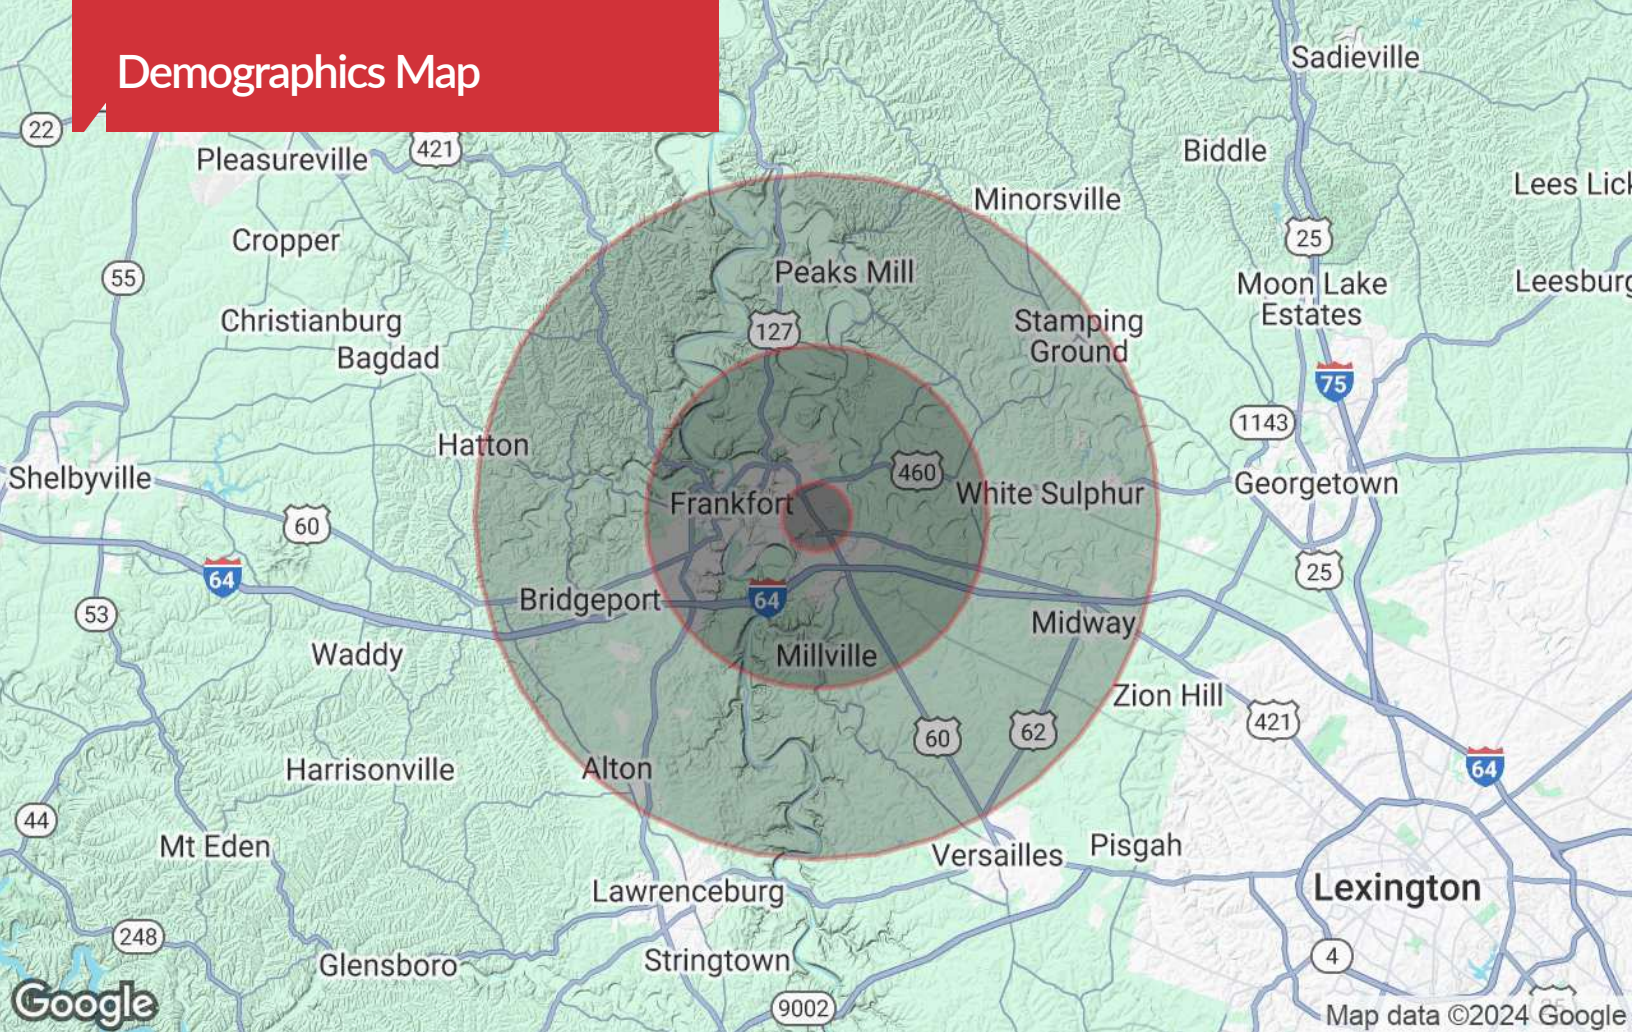 Demographics Map
Sadieville
22
421
Pleasureville
Biddle
Lees Lick
Minorsville
Cropper
25
55
Peaks Mill
Moon Lake
Estates
Leesburg
Christianburg
127
Stamping
Ground
Bagdad
75
1143
Hatton
460
Shelbyville
White Sulphur
Georgetown
Frankfort
60
64
25
Bridgeport
64
53
Midway
Waddy
Millville
Zion Hill
421
60
62
Harrisonville
Alton
64
44
Mt Eden
Versailles
Pisgah
Lawrenceburg
Lexington
248
Glensboro
Stringtown
4
Google
9002
Map data ©2024 Google